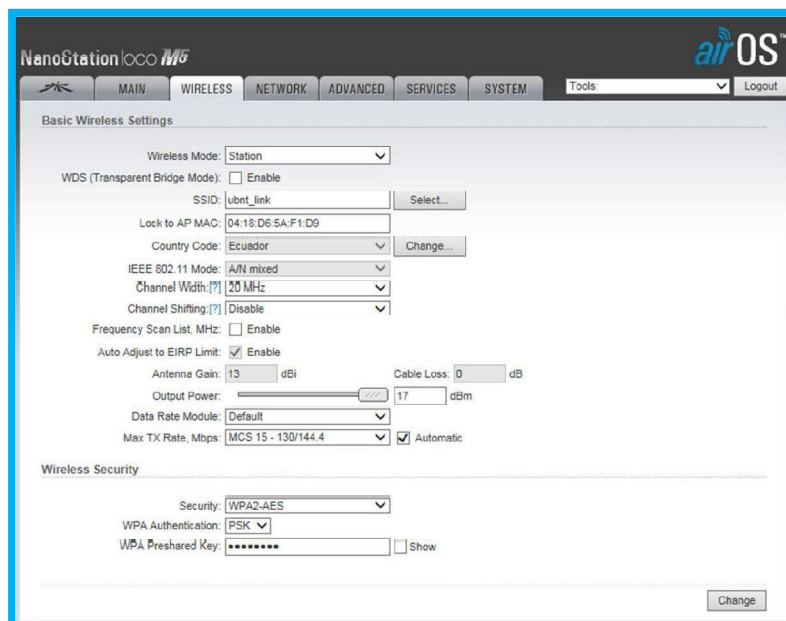 NanoStation loco M5
airOS™
MAIN WIRELESS NETWORK ADVANCED SERVICES SYSTEM Tools: Logout
Basic Wireless Settings
Wireless Mode: Station
WDS (Transparent Bridge Mode): Enable
SSID: ubnt_link Select...
Lock to AP MAC: 04:18:D6:5A:F1:D9
Country Code: Ecuador Change...
IEEE 802.11 Mode: A/N mixed
Channel Width:[?] 20 MHz
Channel Shifting:[?] Disable
Frequency Scan List, MHz: Enable
Auto Adjust to EIRP Limit: Enable
Antenna Gain: 13 dBi Cable Loss: 0 dB
Output Power: 17 dBm
Data Rate Module: Default
Max TX Rate, Mbps: MCS 15 - 130/144.4 Automatic
Wireless Security
Security: WPA2-AES
WPA Authentication: PSK
WPA Preshared Key: •••••••• Show
Change